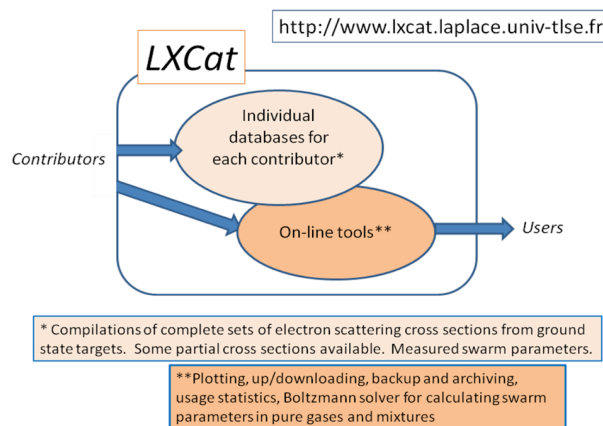 http://www.lxcat.laplace.univ-tlse.fr
LXCat
Individual
databases for
each contributor*
Contributors
On-line tools**
Users
* Compilations of complete sets of electron scattering cross sections from ground
state targets. Some partial cross sections available. Measured swarm parameters.
**Plotting, up/downloading, backup and archiving,
usage statistics, Boltzmann solver for calculating swarm
parameters in pure gases and mixtures